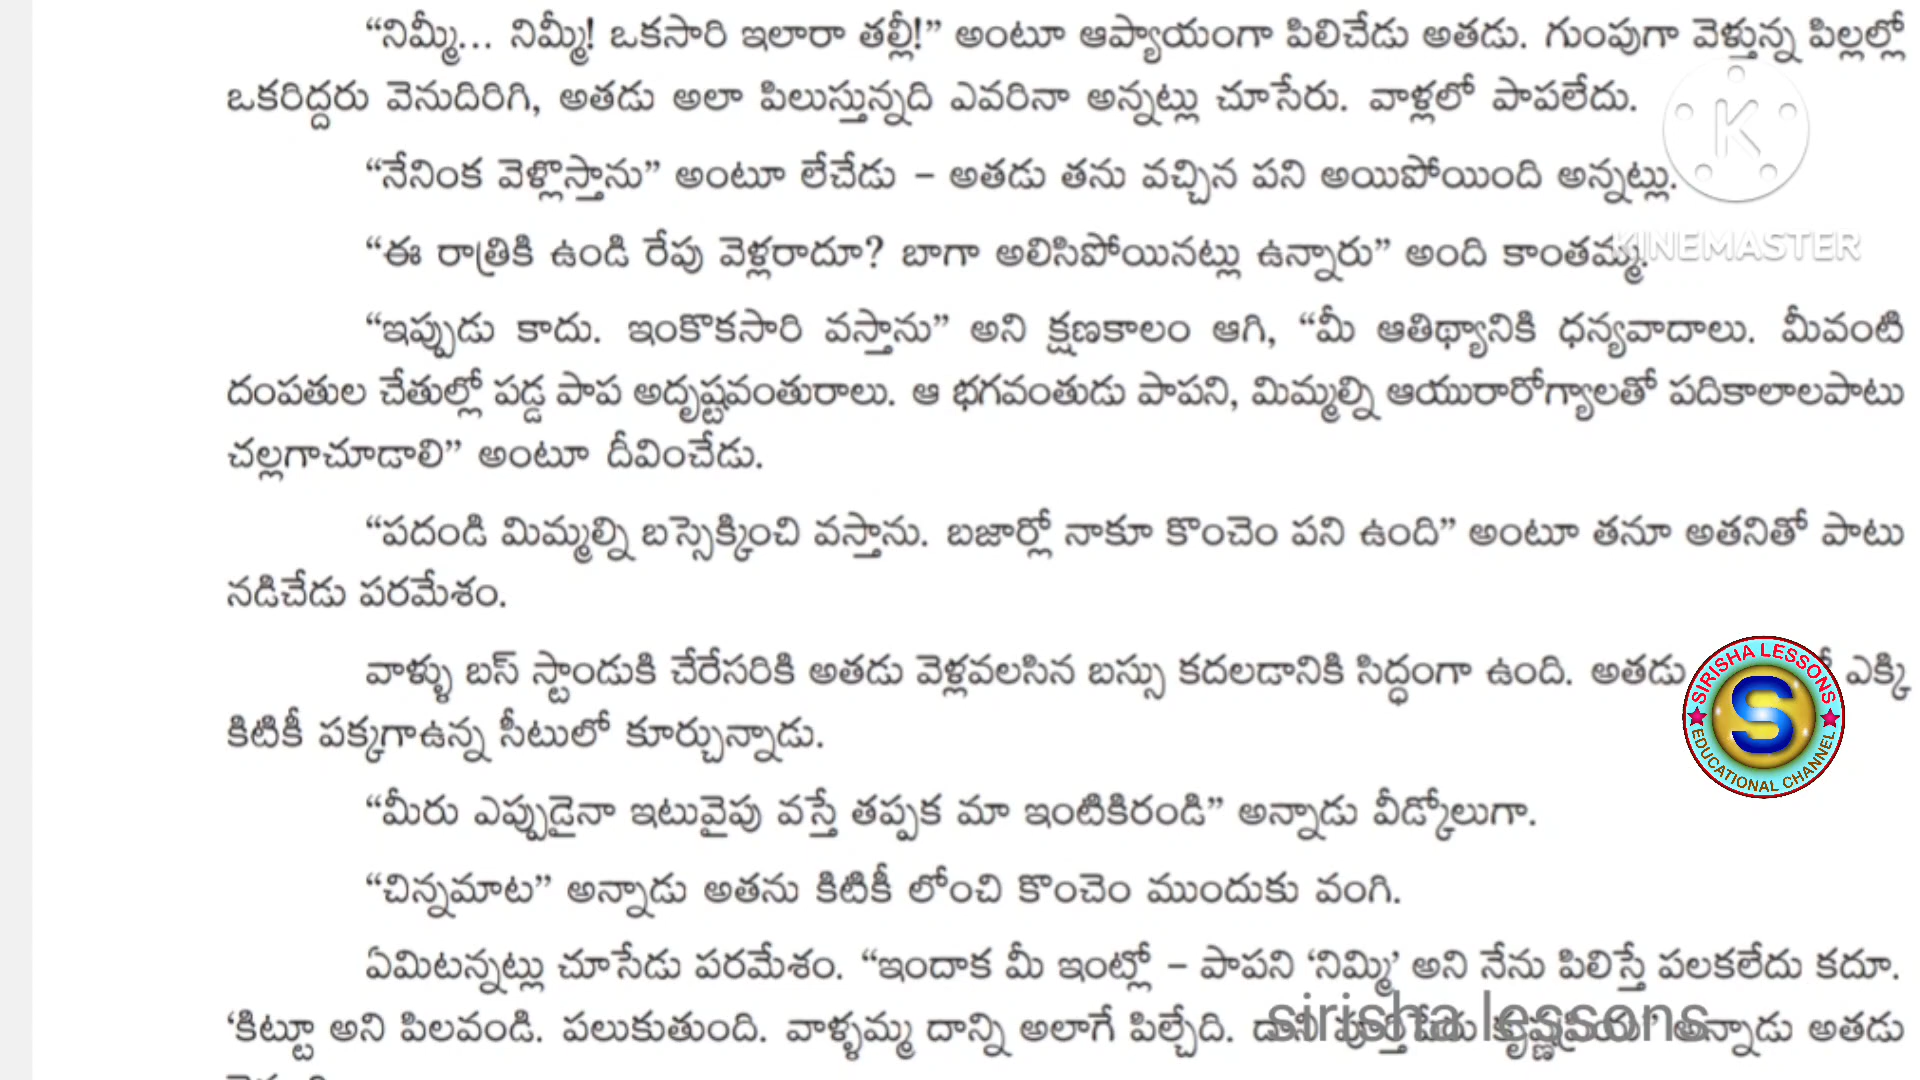 “నిమ్మీ... నిమ్మీ! ఒకసారి ఇలారా తల్లీ!” అంటూ ఆప్యాయంగా పిలిచేడు అతడు. గుంపుగా వెళ్తున్న పిల్లల్లో
ఒకరిద్దరు వెనుదిరిగి, అతడు అలా పిలుస్తున్నది ఎవరినా అన్నట్లు చూసేరు. వాళ్లలో పాపలేదు.
“నేనింక వెళ్లొస్తాను” అంటూ లేచేడు – అతడు తను వచ్చిన పని అయిపోయింది అన్నట్లు.
“ఈ రాత్రికి ఉండి రేపు వెళ్లరాదూ? బాగా అలిసిపోయినట్లు ఉన్నారు” అంది కాంతమ్మ.
K
KINEMASTER
“ఇప్పుడు కాదు. ఇంకొకసారి వస్తాను” అని క్షణకాలం ఆగి, “మీ ఆతిథ్యానికి ధన్యవాదాలు. మీవంటి
దంపతుల చేతుల్లో పడ్డ పాప అదృష్టవంతురాలు. ఆ భగవంతుడు పాపని, మిమ్మల్ని ఆయురారోగ్యాలతో పదికాలాలపాటు
చల్లగాచూడాలి” అంటూ దీవించేడు.
“పదండి మిమ్మల్ని బస్సెక్కించి వస్తాను. బజార్లో నాకూ కొంచెం పని ఉంది” అంటూ తనూ అతనితో పాటు
నడిచేడు పరమేశం.
వాళ్ళు బస్ స్టాండుకి చేరేసరికి అతడు వెళ్లవలసిన బస్సు కదలడానికి సిద్ధంగా ఉంది. అతడు ఎక్కి
కిటికీ పక్కగాఉన్న సీటులో కూర్చున్నాడు.
SIRISHA LESSONS
S
EDUCATIONAL CHANNEL
“మీరు ఎప్పుడైనా ఇటువైపు వస్తే తప్పక మా ఇంటికిరండి” అన్నాడు వీడ్కోలుగా.
“చిన్నమాట” అన్నాడు అతను కిటికీ లోంచి కొంచెం ముందుకు వంగి.
ఏమిటన్నట్లు చూసేడు పరమేశం. “ఇందాక మీ ఇంట్లో – పాపని ‘నిమ్మి’ అని నేను పిలిస్తే పలకలేదు కదూ.
‘కిట్టూ అని పిలవండి. పలుకుతుంది. వాళ్ళమ్మ దాన్ని అలాగే పిల్చేది. అన్నాడు అతడు
sirisha lessons